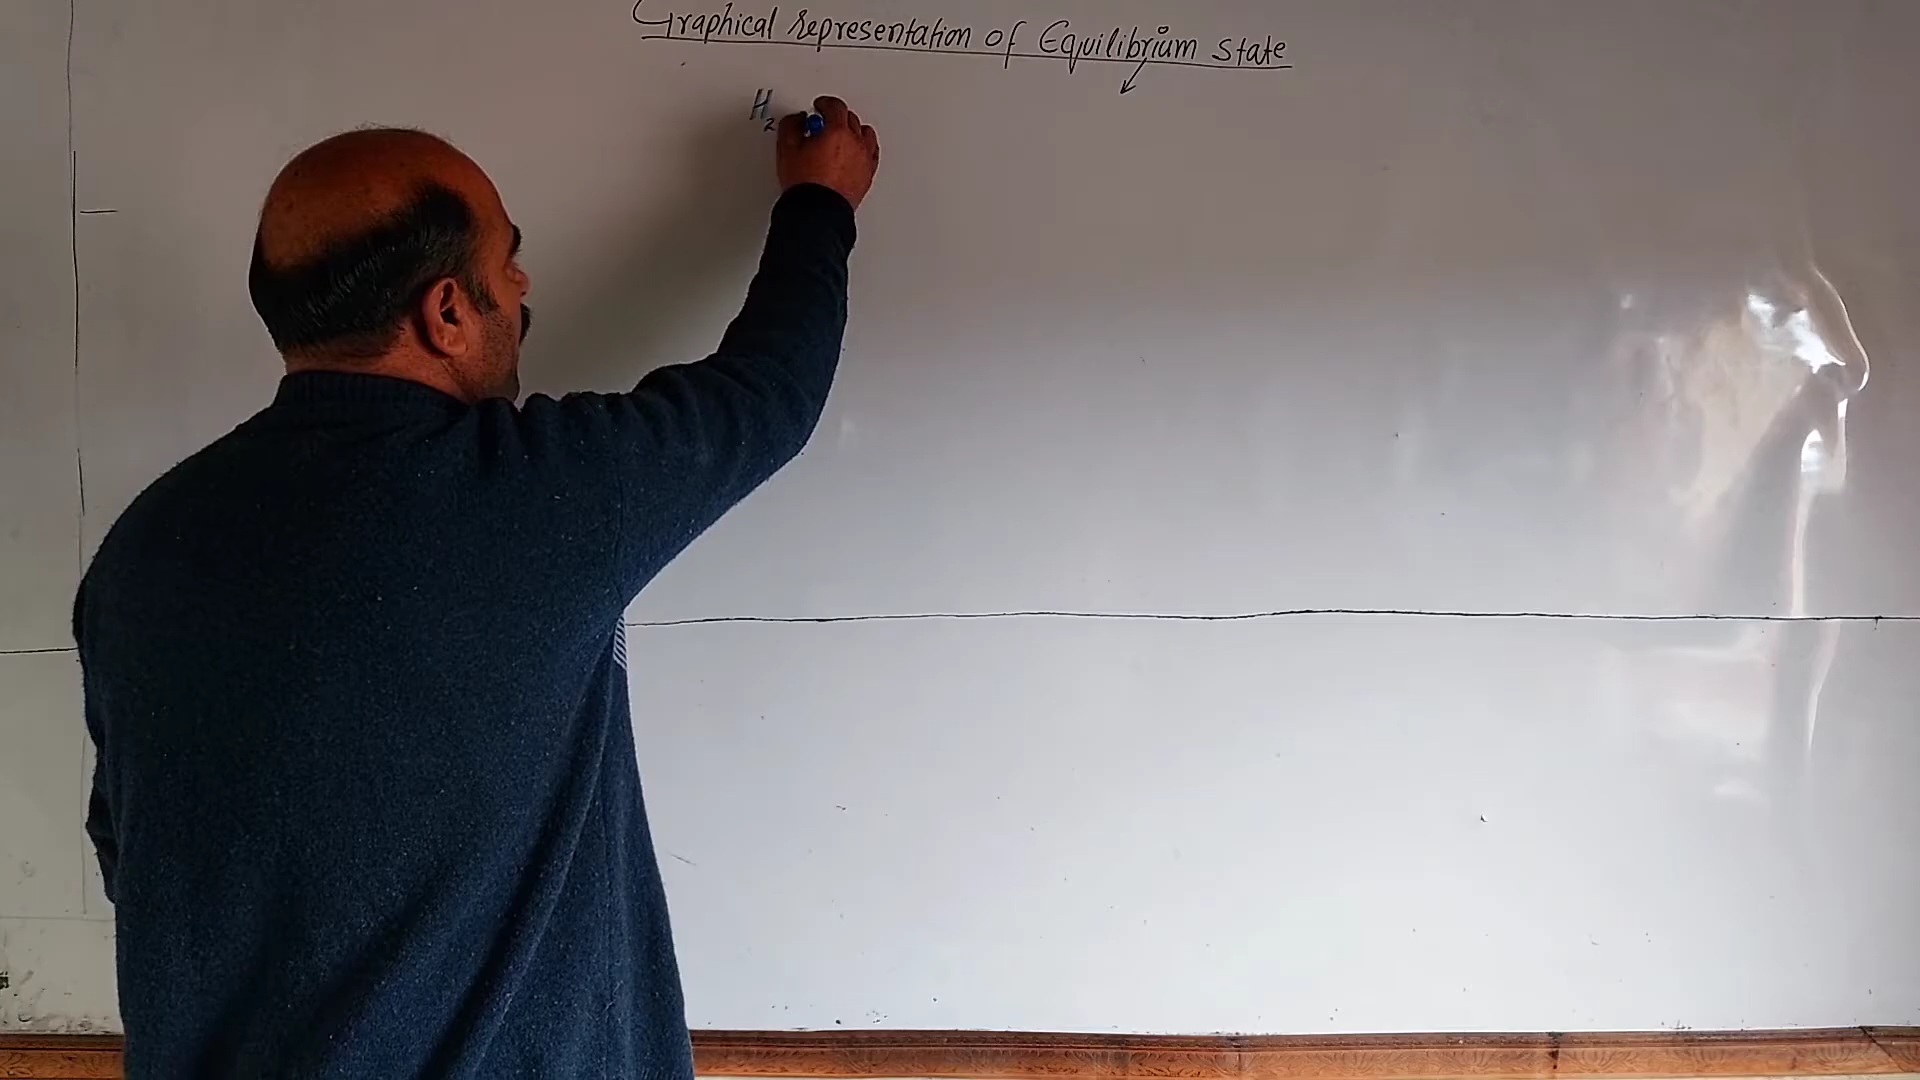 Graphical representation of Equilibrium state
H₂